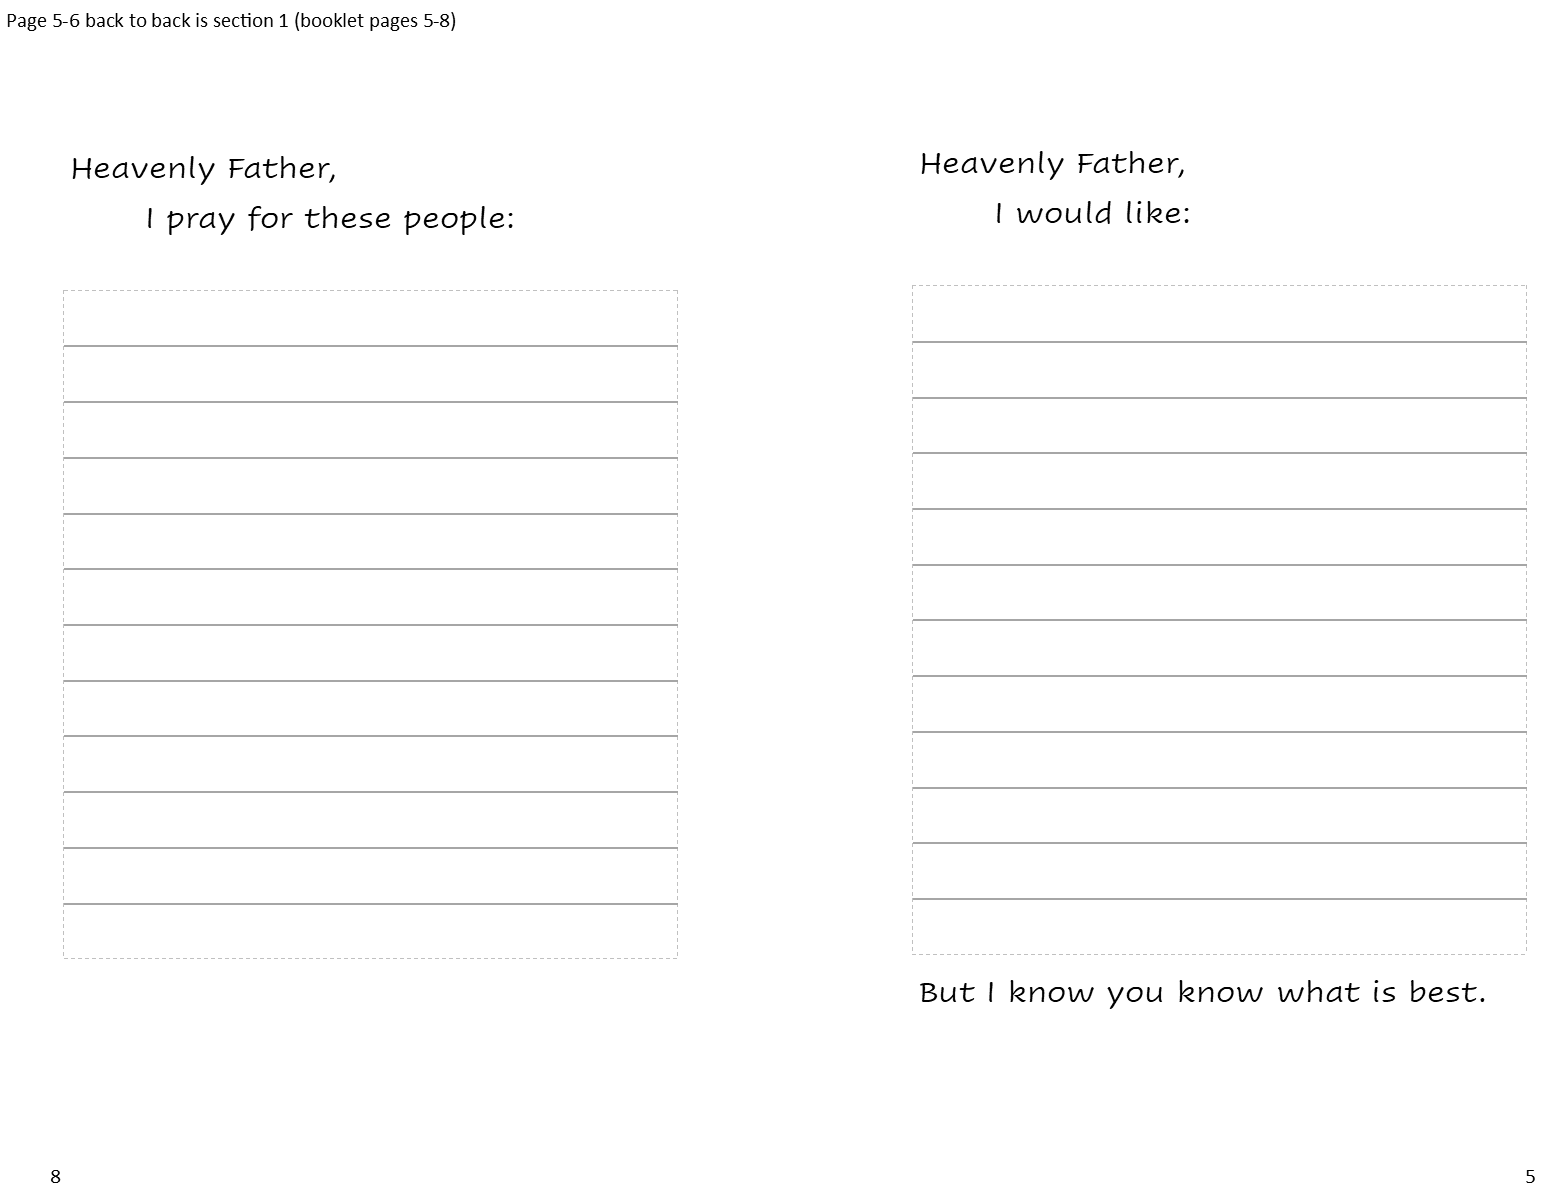 Page 5-6 back to back is section 1 (booklet pages 5-8)
Heavenly Father,
I pray for these people:
8
Heavenly Father,
I would like:
But I know you know what is best.
5